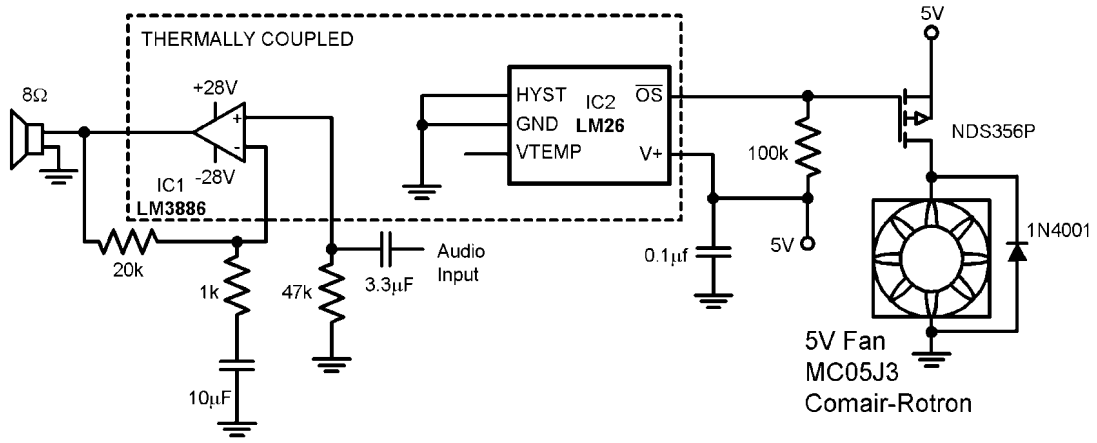 THERMALLY COUPLED
8Ω
+28V
+
-
-28V
IC1
LM3886
20k
1k
10μF
47k
3.3μF
Audio
Input
HYST
GND
VTEMP
IC2
LM26
OS
V+
100k
5V
0.1μf
5V
NDS356P
1N4001
5V Fan
MC05J3
Comair-Rotron